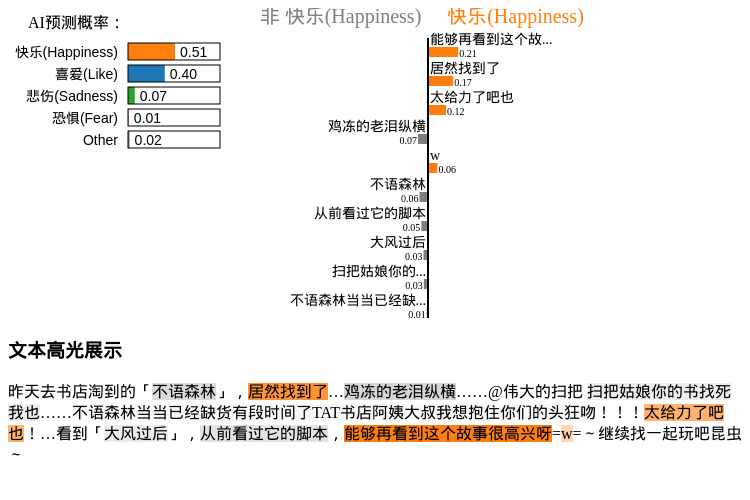 AI预测概率：
快乐(Happiness) 0.51
喜爱(Like) 0.40
悲伤(Sadness) 0.07
恐惧(Fear) 0.01
Other 0.02
非 快乐(Happiness) 快乐(Happiness)
能够再看到这个故...
0.21
居然找到了
0.17
太给力了吧也
0.12
鸡冻的老泪纵横
0.07
w
0.06
不语森林
0.06
从前看过它的脚本
0.05
大风过后
0.03
扫把姑娘你的...
0.03
不语森林当当已经缺...
0.01
文本高光展示
昨天去书店淘到的「不语森林」，居然找到了…鸡冻的老泪纵横……@伟大的扫把 扫把姑娘你的书找死
我也……不语森林当当已经缺货有段时间了TAT书店阿姨大叔我想抱住你们的头狂吻！！！太给力了吧
也！…看到「大风过后」，从前看过它的脚本，能够再看到这个故事很高兴呀=w=～继续找一起玩吧昆虫
～